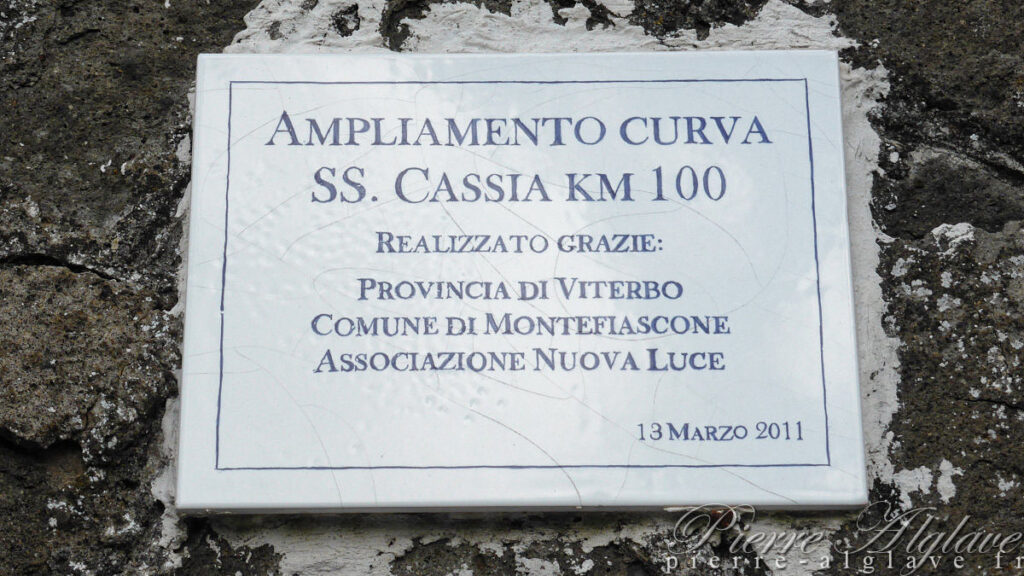 AMPLIAMENTO CURVA
SS. CASSIA KM 100
REALIZZATO GRAZIE:
PROVINCIA DI VITERBO
COMUNE DI MONTEFIASCONE
ASSOCIAZIONE NUOVA LUCE
13 MARZO 2011
Pierre Alglave
pierre-alglave.fr